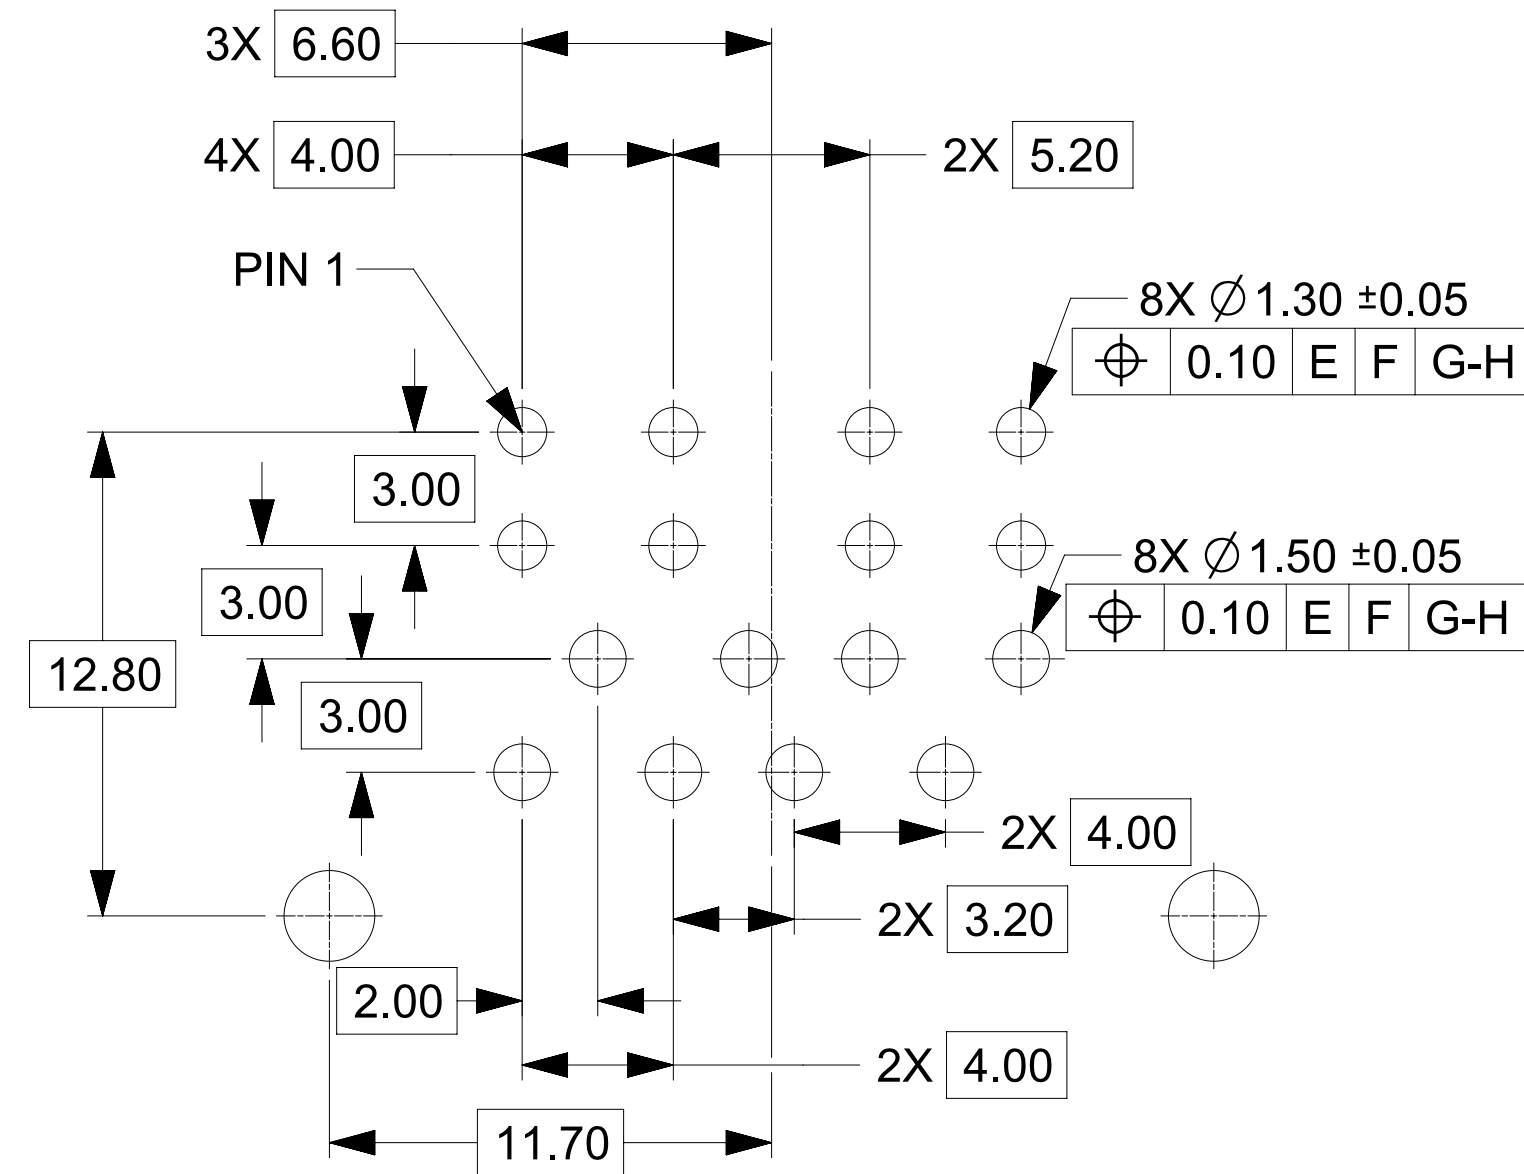 3X 6.60
4X 4.00
2X 5.20
PIN 1
8X ∅1.30 ±0.05
⌖ 0.10 E F G-H
3.00
8X ∅1.50 ±0.05
⌖ 0.10 E F G-H
3.00
12.80
3.00
2X 4.00
2X 3.20
2.00
2X 4.00
11.70